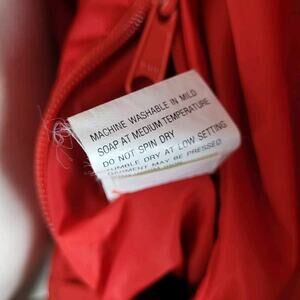 MACHINE WASHABLE IN MILD
SOAP AT MEDIUM TEMPERATURE
DO NOT SPIN DRY
TUMBLE DRY AT LOW SETTING
GARMENT MAY BE PRESSED